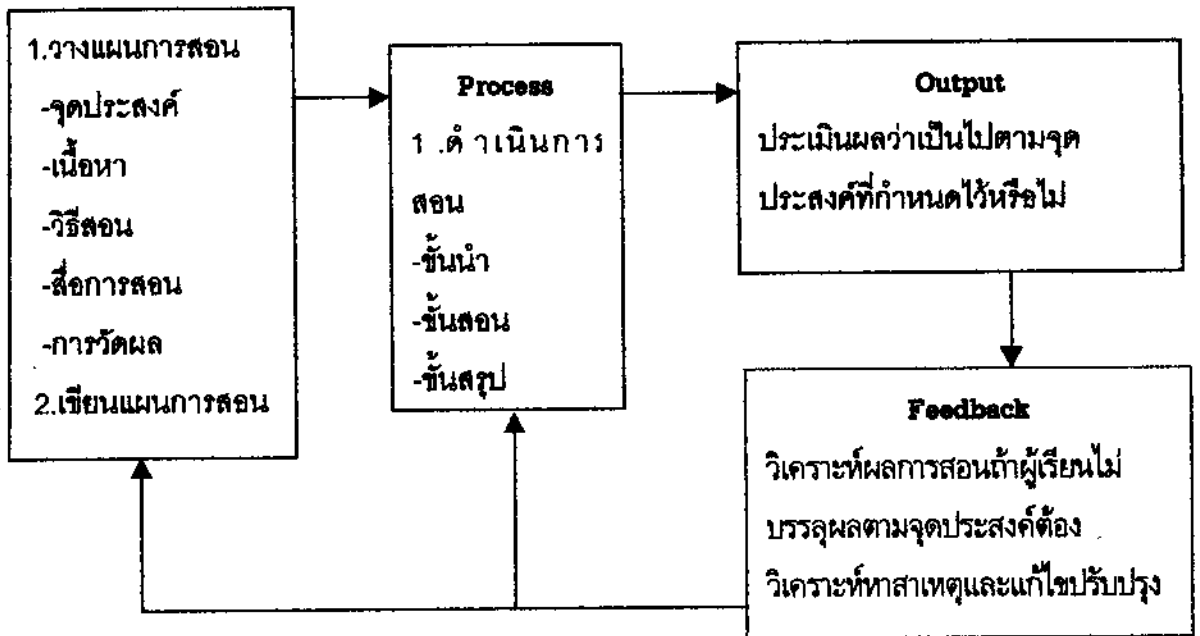 1.วางแผนการสอน
-จุดประสงค์
-เนื้อหา
-วิธีสอน
-สื่อการสอน
-การวัดผล
2.เขียนแผนการสอน
Process
1 .ดำเนินการ
สอน
-ขั้นนำ
-ขั้นสอน
-ขั้นสรุป
Output
ประเมินผลว่าเป็นไปตามจุด
ประสงค์ที่กำหนดไว้หรือไม่
Feedback
วิเคราะห์ผลการสอนถ้าผู้เรียนไม่
บรรลุผลตามจุดประสงค์ต้อง
วิเคราะห์หาสาเหตุและแก้ไขปรับปรุง